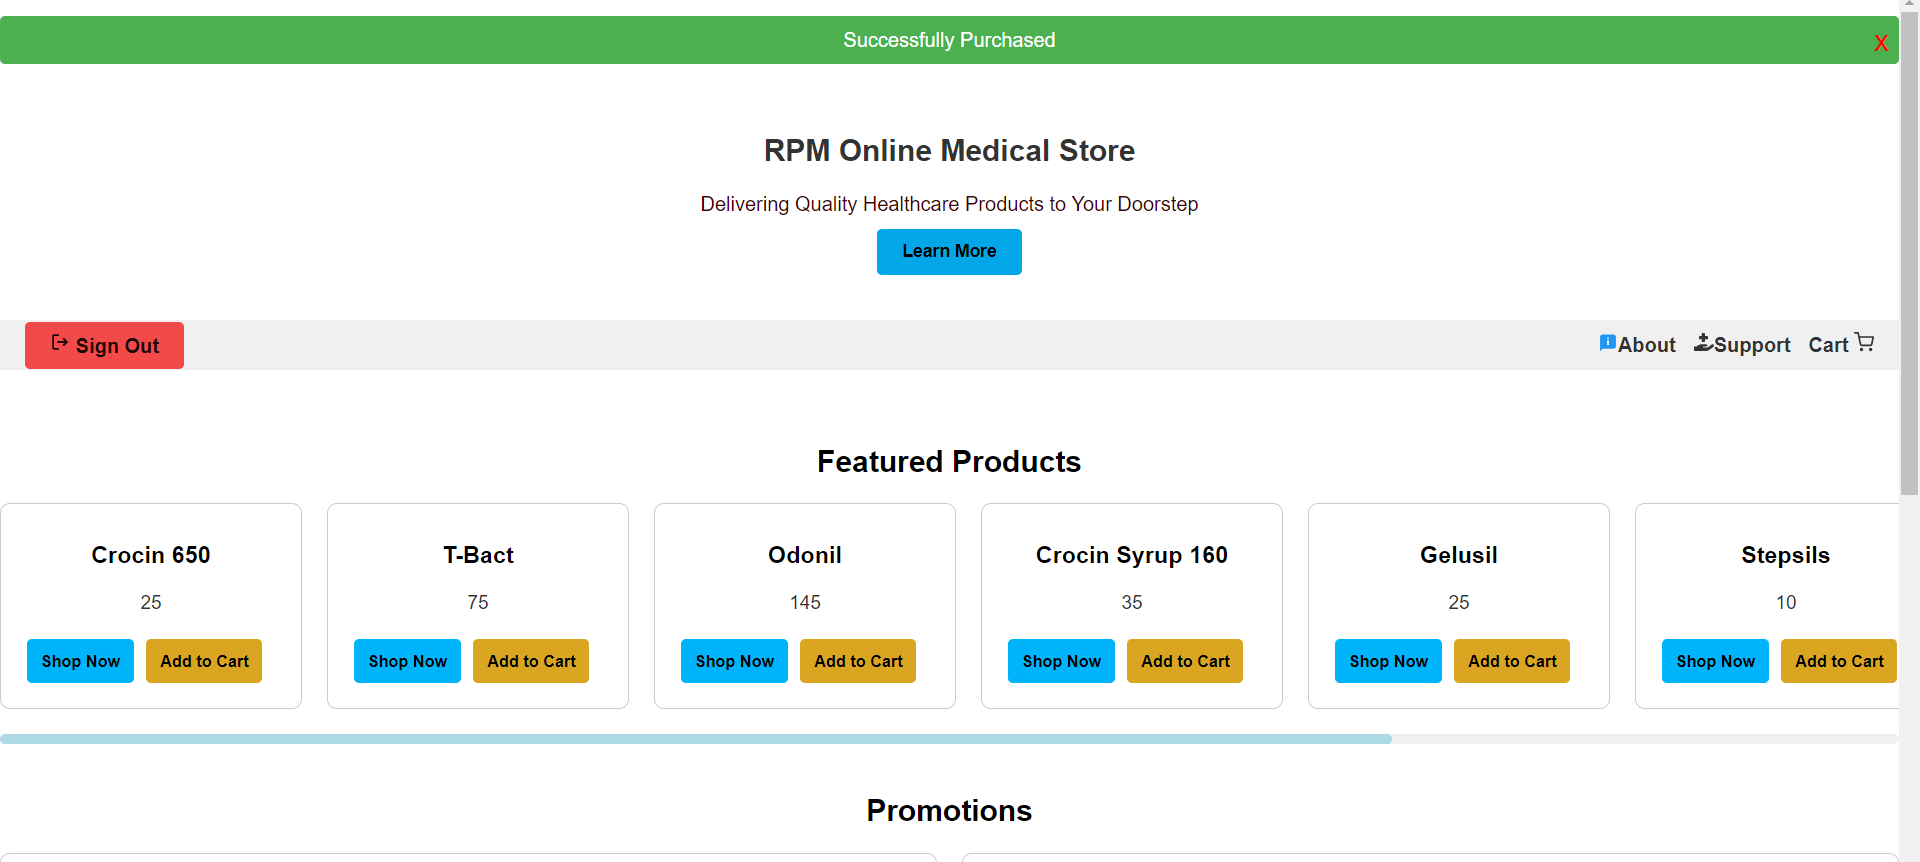 Successfully Purchased
X
RPM Online Medical Store
Delivering Quality Healthcare Products to Your Doorstep
Learn More
Sign Out
About Support Cart
Featured Products
Crocin 650
25
Shop Now Add to Cart
T-Bact
75
Shop Now Add to Cart
Odonil
145
Shop Now Add to Cart
Crocin Syrup 160
35
Shop Now Add to Cart
Gelusil
25
Shop Now Add to Cart
Stepsils
10
Shop Now Add to Cart
Promotions